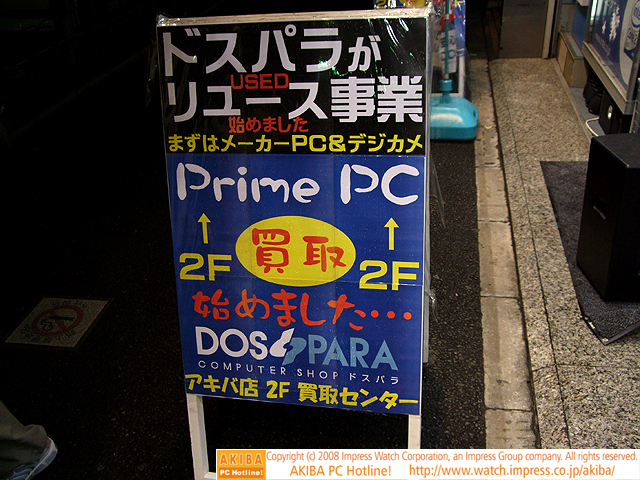 ドスパラが
USED
リユース事業
始めました
まずはメーカーPC&デジカメ
Prime PC
↑ 買取 ↑
2F 2F
始めました…
DOS PARA
COMPUTER SHOP ドスパラ
アキバ店 2F 買取センター
AKIBA PC Hotline!
Copyright (c) 2008 Impress Watch Corporation, an Impress Group company. All rights reserved.
AKIBA PC Hotline! http://www.watch.impress.co.jp/akiba/